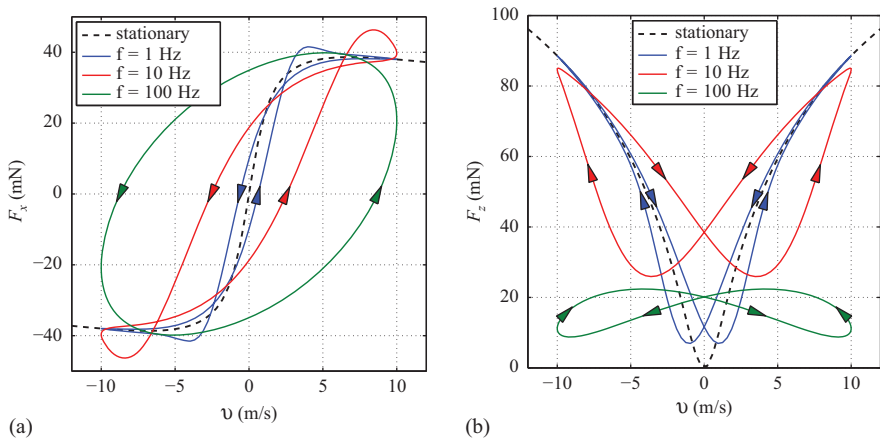 stationary
f = 1 Hz
f = 10 Hz
f = 100 Hz
40
20
0
−20
−40
−10
−5
0
5
10
F_x (mN)
υ (m/s)
(a)
stationary
f = 1 Hz
f = 10 Hz
f = 100 Hz
100
80
60
40
20
0
−10
−5
0
5
10
F_z (mN)
υ (m/s)
(b)